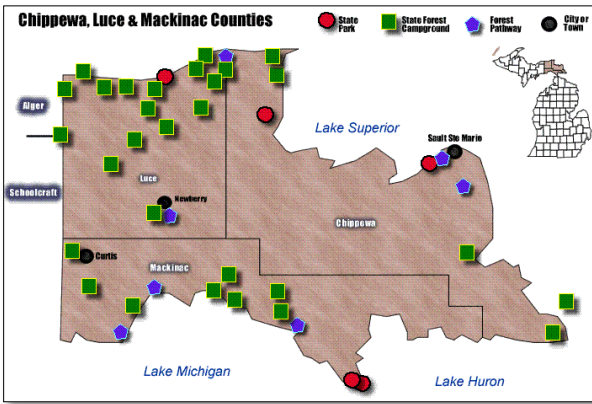 Chippewa, Luce & Mackinac Counties
State
Park
State Forest
Campground
Forest
Pathway
City or
Town
Alger
Lake Superior
Sault Ste Marie
Schoolcraft
Luce
Newberry
Chippewa
Curtis
Mackinac
Lake Michigan
Lake Huron